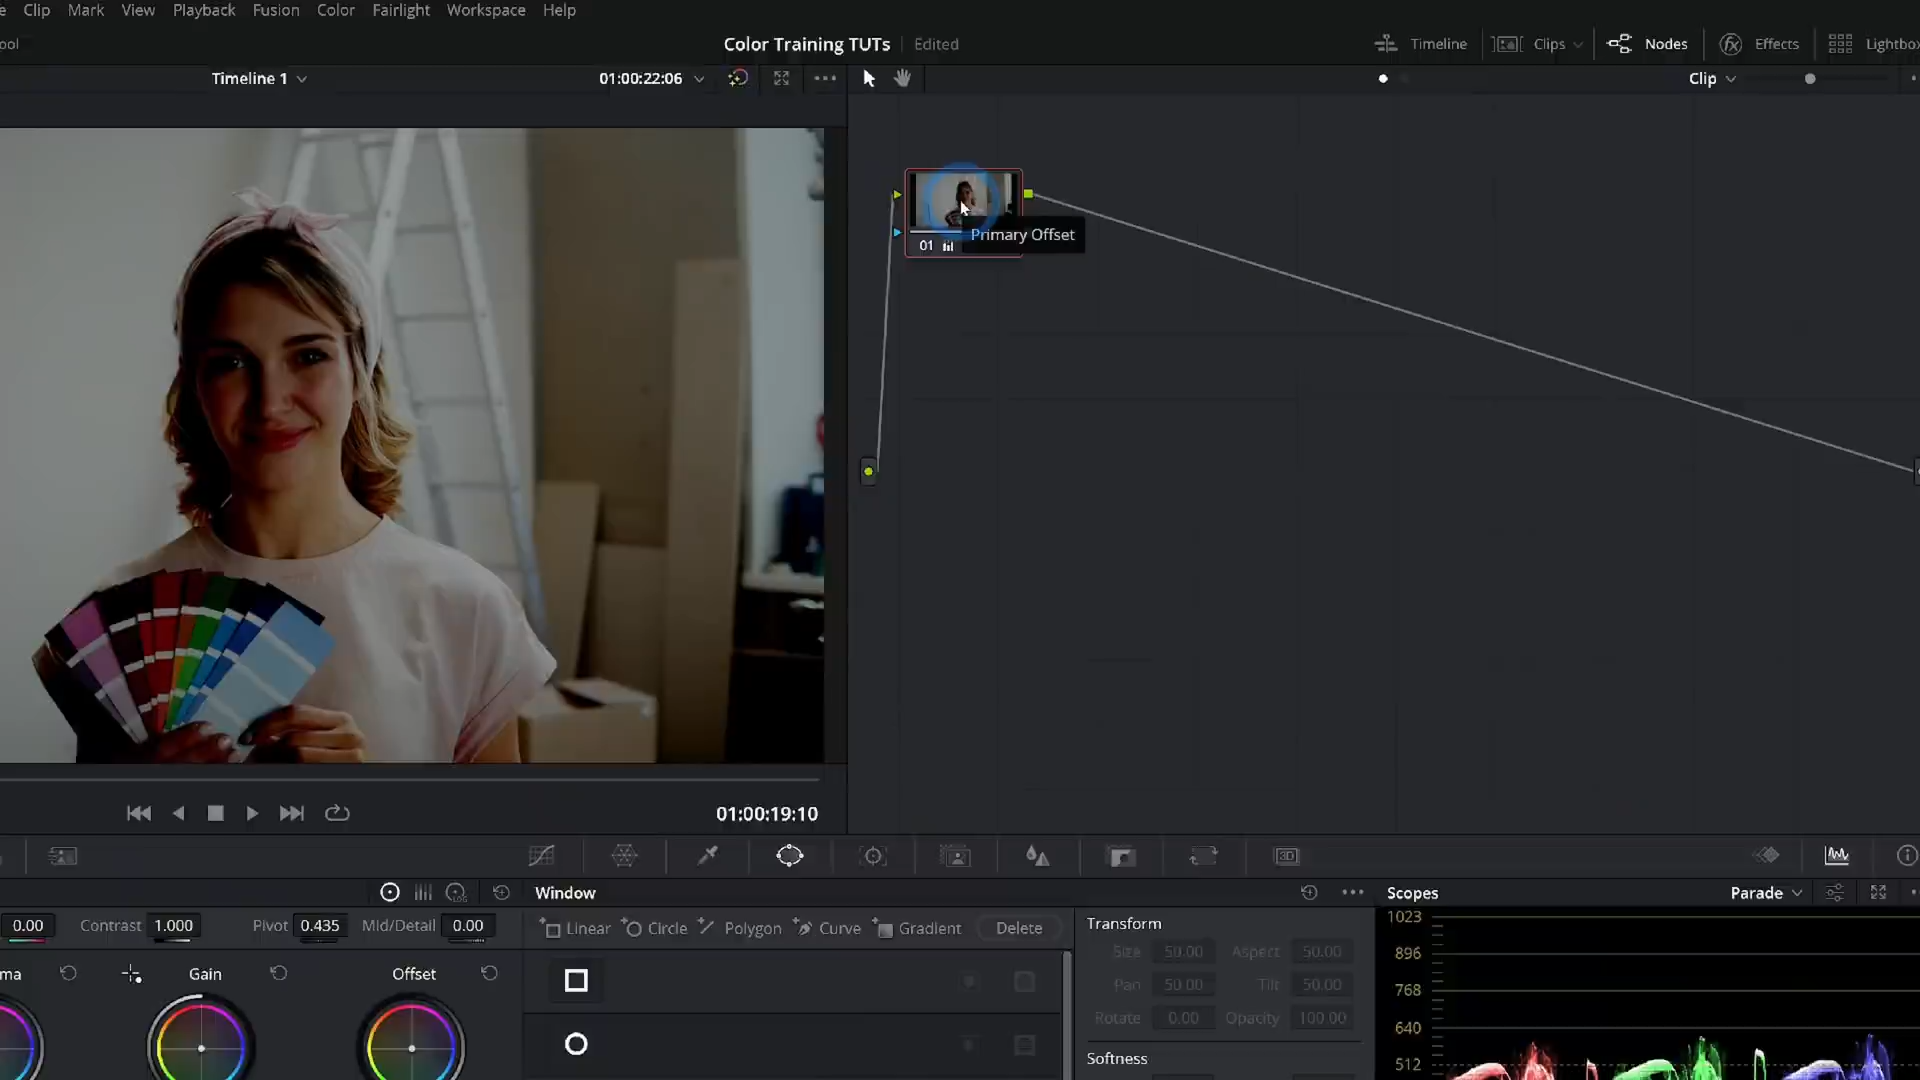 Clip Mark View Playback Fusion Color Fairlight Workspace Help
Color Training TUTs Edited Timeline Clips Nodes Effects Lightbox
Timeline 1 01:00:22:06 Clip
Primary Offset
01
01:00:19:10
3D
Window Scopes Parade
LOG
0.00 Contrast 1.000 Pivot 0.435 Mid/Detail 0.00
Linear Circle Polygon Curve Gradient Delete
Transform
Size 50.00 Aspect 50.00
Pan 50.00 Tilt 50.00
Rotate 0.00 Opacity 100.00
Softness
Gain Offset
1023
896
768
640
512